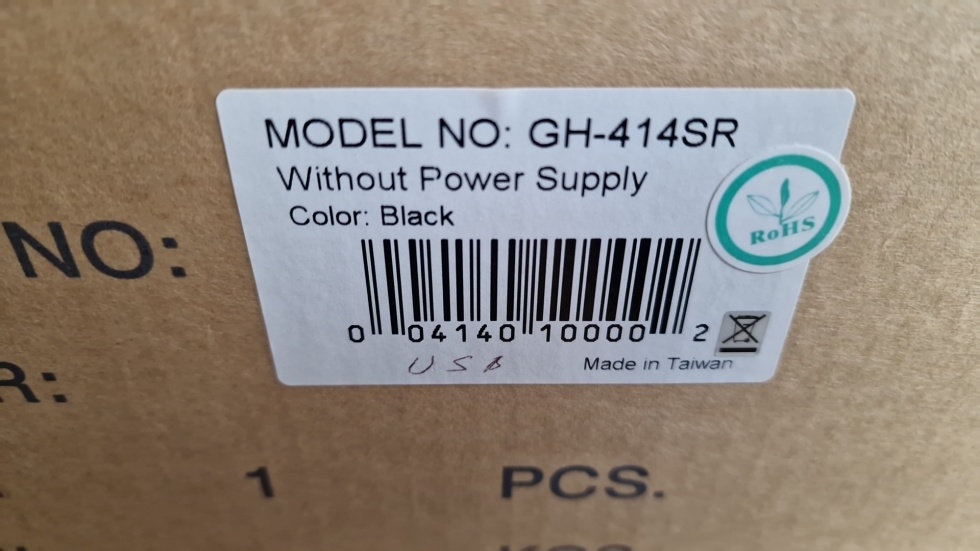 MODEL NO: GH-414SR
Without Power Supply
Color: Black
RoHS
0 04140 10000 2
USB
Made in Taiwan
NO:
R:
1 PCS.